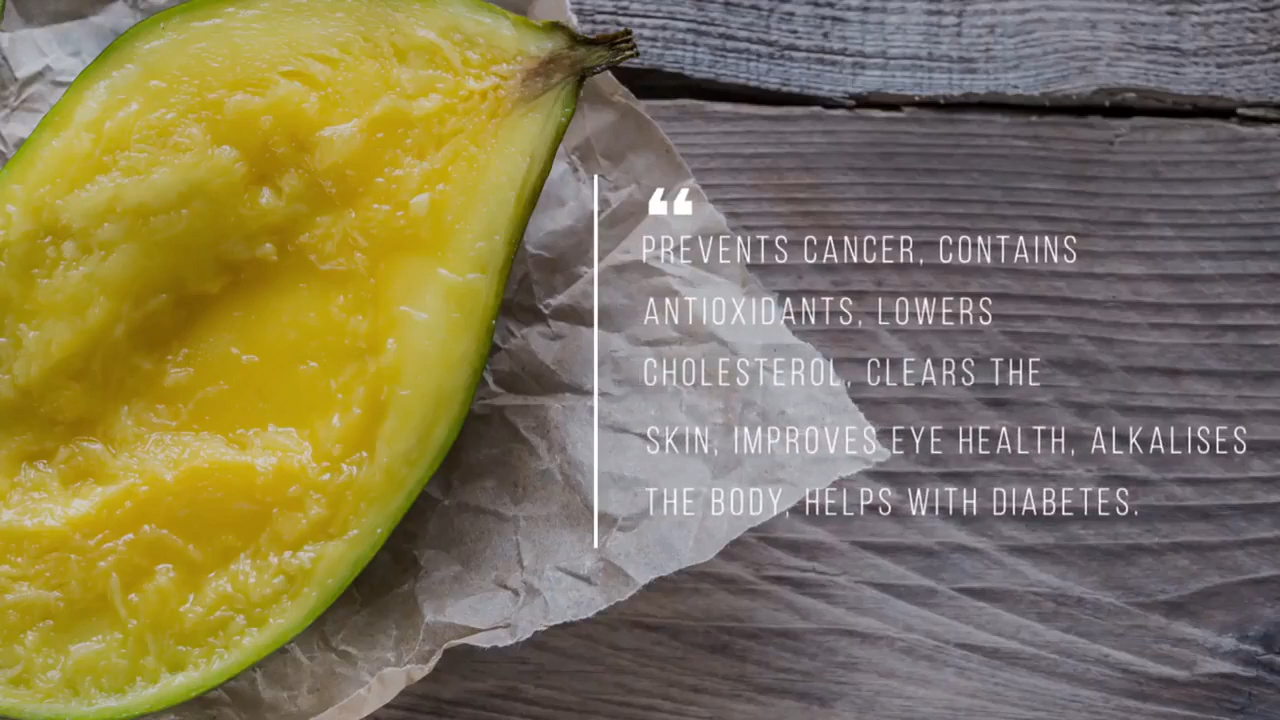 ❝
PREVENTS CANCER, CONTAINS
ANTIOXIDANTS, LOWERS
CHOLESTEROL, CLEARS THE
SKIN, IMPROVES EYE HEALTH, ALKALISES
THE BODY, HELPS WITH DIABETES.